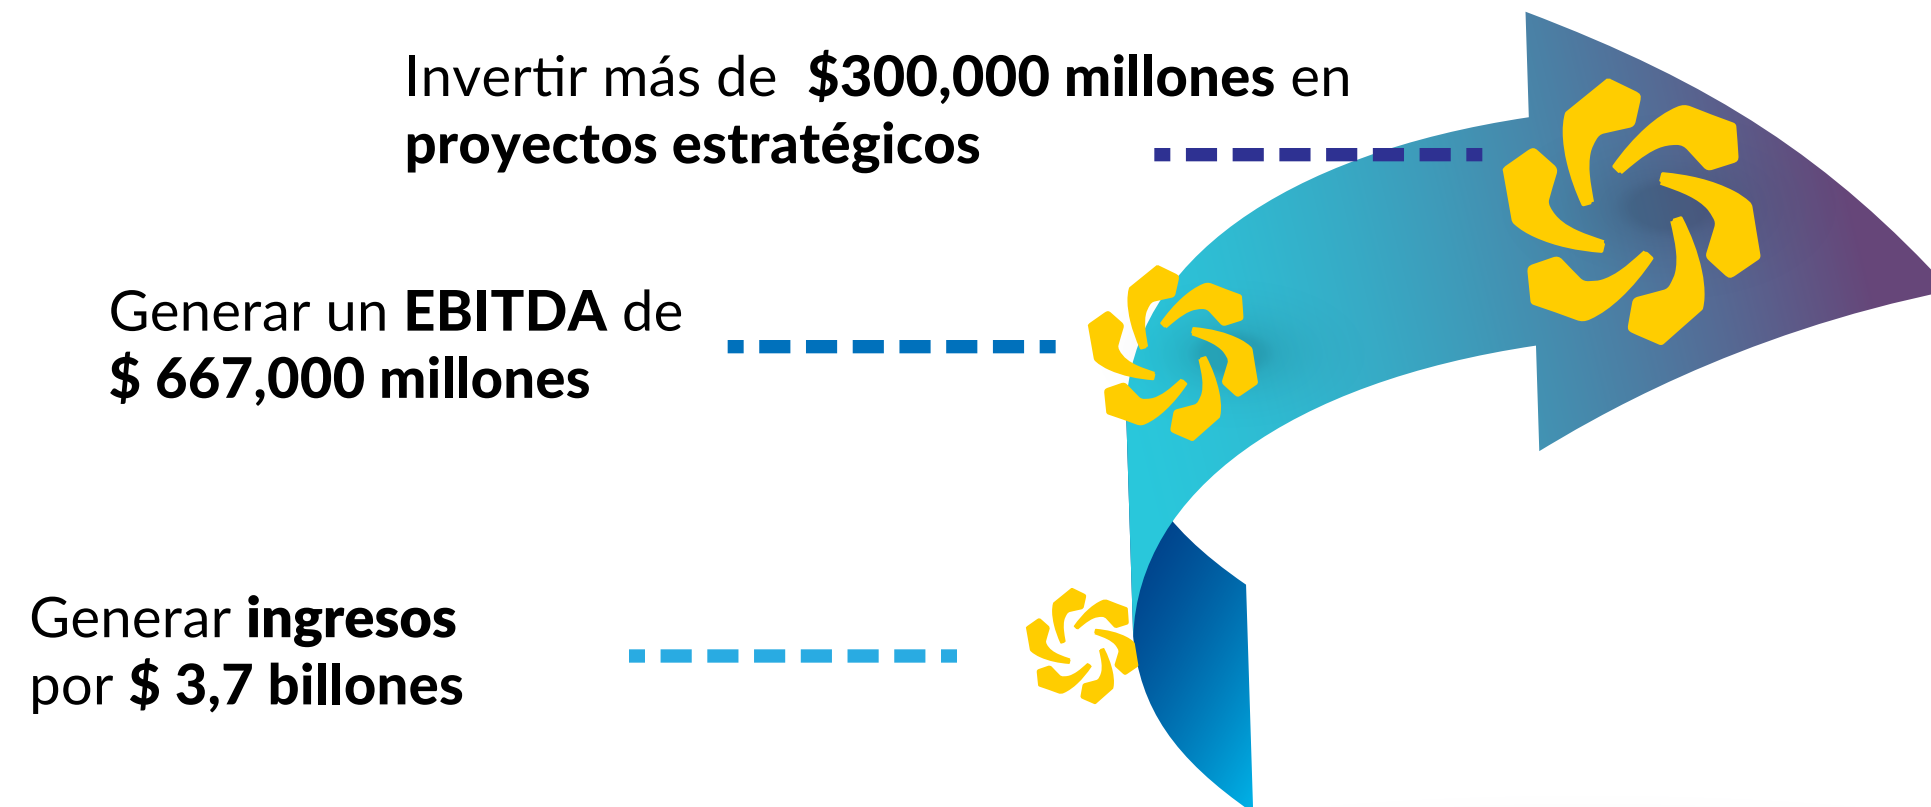 Invertir más de $300,000 millones en
proyectos estratégicos
Generar un EBITDA de
$ 667,000 millones
Generar ingresos
por $ 3,7 billones